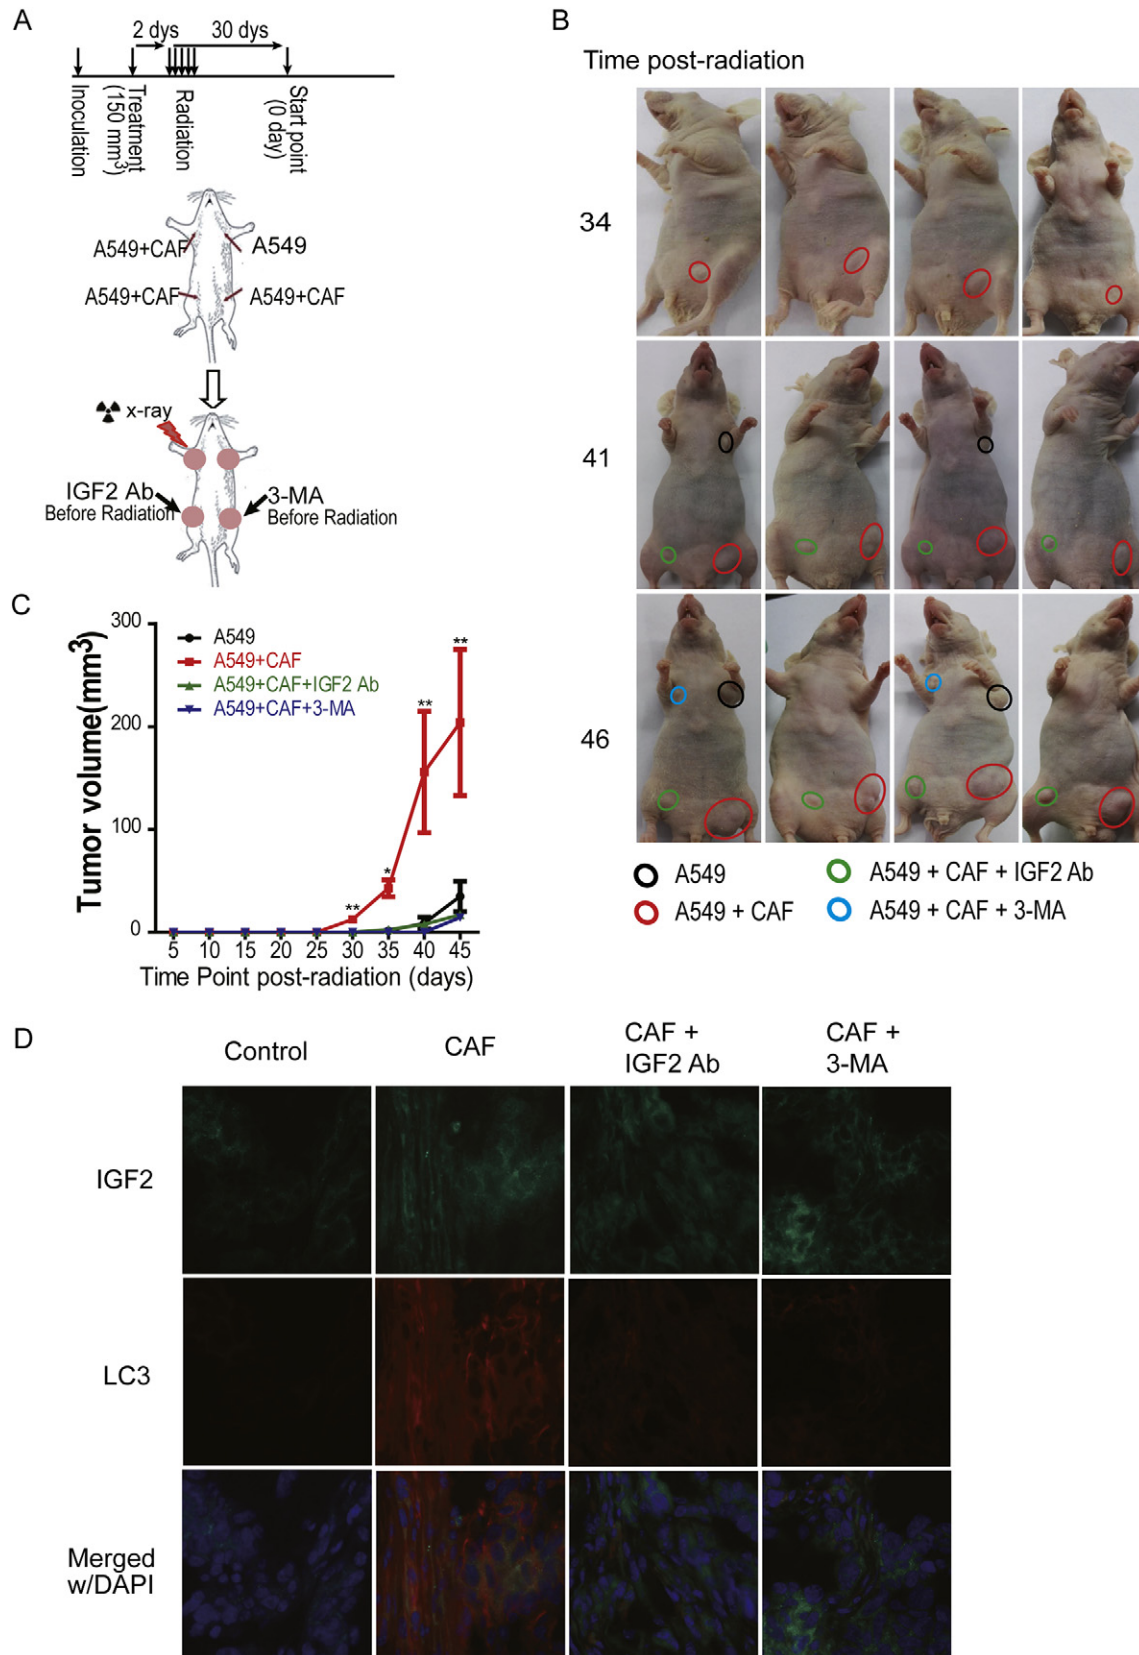 A
2 dys
30 dys
Inoculation
Treatment
(150 mm3)
Radiation
Start point
(0 day)
A549+CAF
A549
A549+CAF
A549+CAF
x-ray
IGF2 Ab
Before Radiation
3-MA
Before Radiation
B
Time post-radiation
34
41
46
A549
A549 + CAF + IGF2 Ab
A549 + CAF
A549 + CAF + 3-MA
C
Tumor volume(mm3)
300
200
100
0
A549
A549+CAF
A549+CAF+IGF2 Ab
A549+CAF+3-MA
**
*
**
**
5 10 15 20 25 30 35 40 45
Time Point post-radiation (days)
D
Control
CAF
CAF +
IGF2 Ab
CAF +
3-MA
IGF2
LC3
Merged
w/DAPI